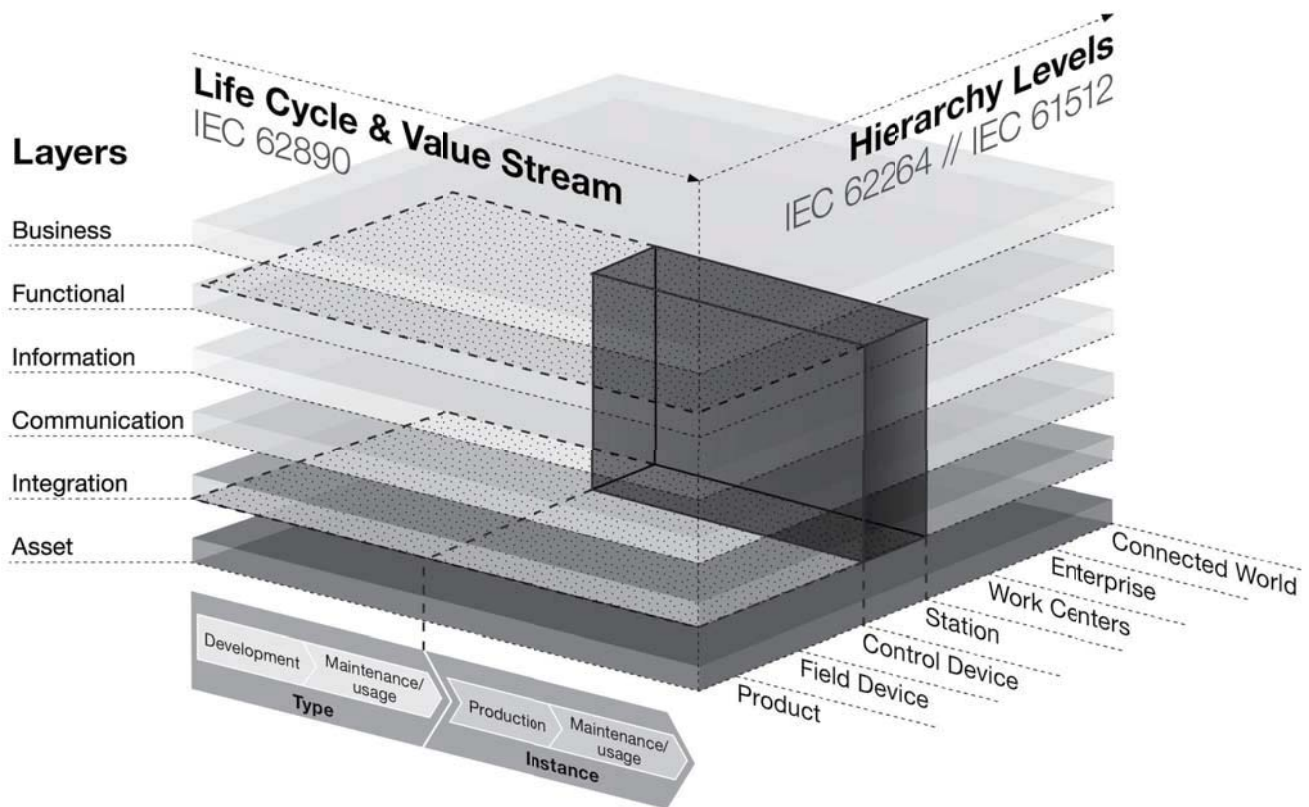 Life Cycle & Value Stream
IEC 62890
Hierarchy Levels
IEC 62264 // IEC 61512
Layers
Business
Functional
Information
Communication
Integration
Asset
Connected World
Enterprise
Work Centers
Station
Control Device
Field Device
Product
Development
Maintenance/
usage
Type
Production
Maintenance/
usage
Instance